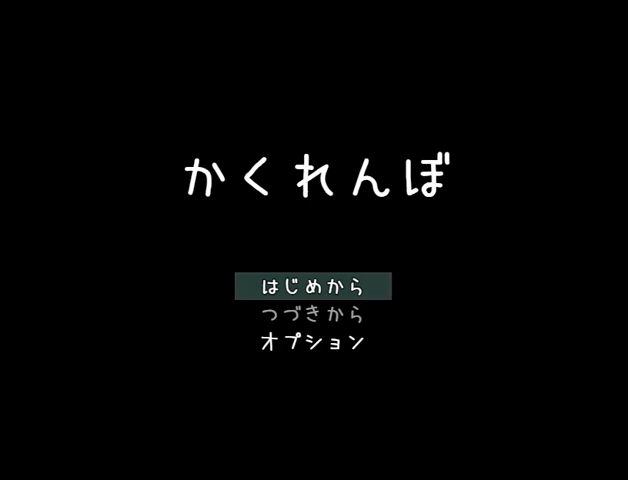 かくれんぼ
はじめから
つづきから
オプション